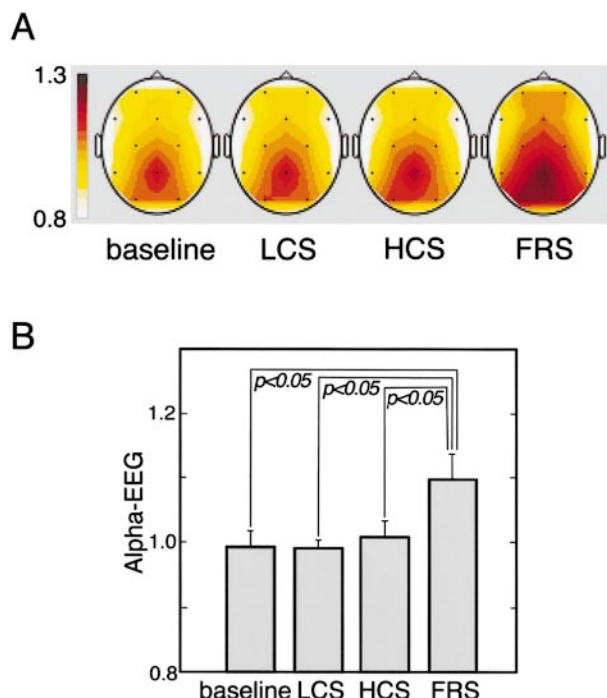 A
1.3
0.8
baseline LCS HCS FRS
B
p<0.05 p<0.05 p<0.05
1.2
Alpha-EEG
1.0
0.8
baseline LCS HCS FRS